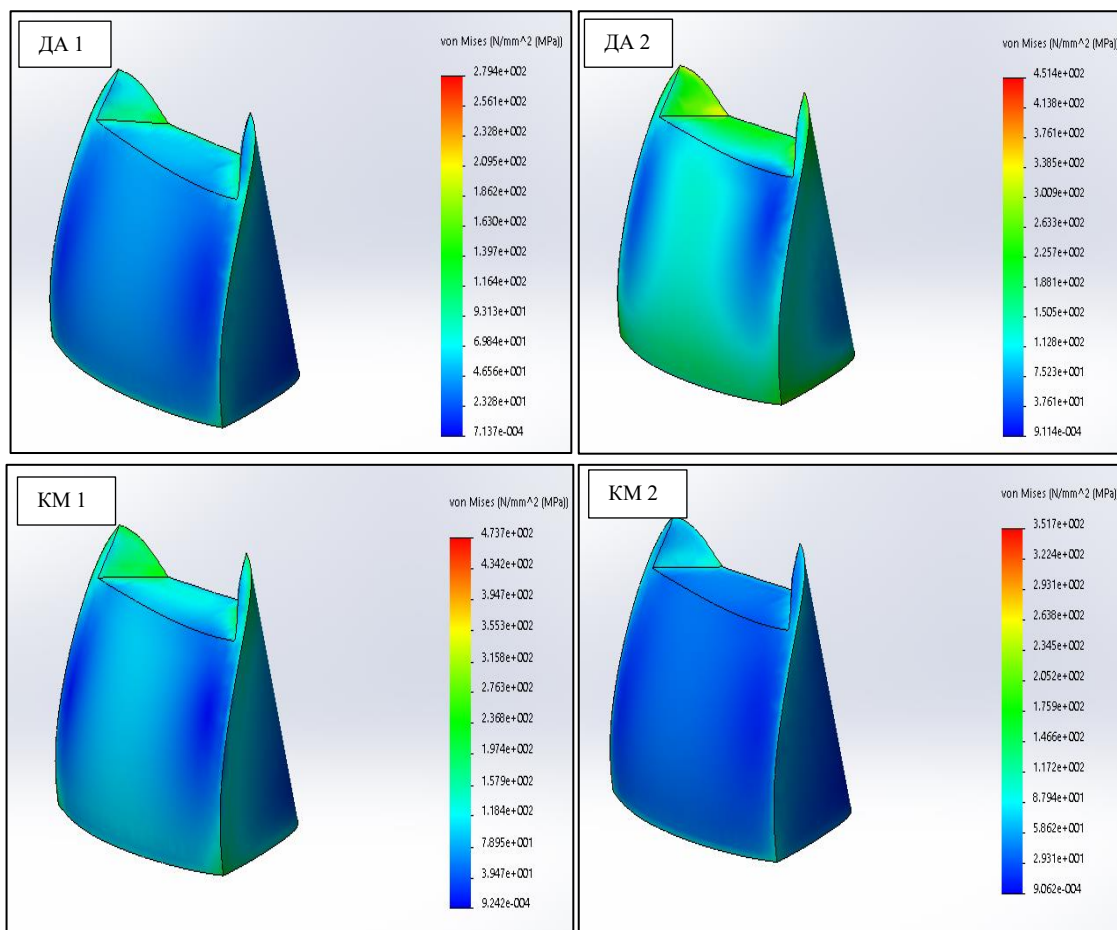 ДА 1
von Mises (N/mm^2 (MPa))
2.794e+002
2.561e+002
2.328e+002
2.095e+002
1.862e+002
1.630e+002
1.397e+002
1.164e+002
9.313e+001
6.984e+001
4.656e+001
2.328e+001
7.137e-004
ДА 2
von Mises (N/mm^2 (MPa))
4.514e+002
4.138e+002
3.761e+002
3.385e+002
3.009e+002
2.633e+002
2.257e+002
1.881e+002
1.505e+002
1.128e+002
7.523e+001
3.761e+001
9.114e-004
КМ 1
von Mises (N/mm^2 (MPa))
4.737e+002
4.342e+002
3.947e+002
3.553e+002
3.158e+002
2.763e+002
2.368e+002
1.974e+002
1.579e+002
1.184e+002
7.895e+001
3.947e+001
9.242e-004
КМ 2
von Mises (N/mm^2 (MPa))
3.517e+002
3.224e+002
2.931e+002
2.638e+002
2.345e+002
2.052e+002
1.759e+002
1.466e+002
1.172e+002
8.794e+001
5.862e+001
2.931e+001
9.062e-004